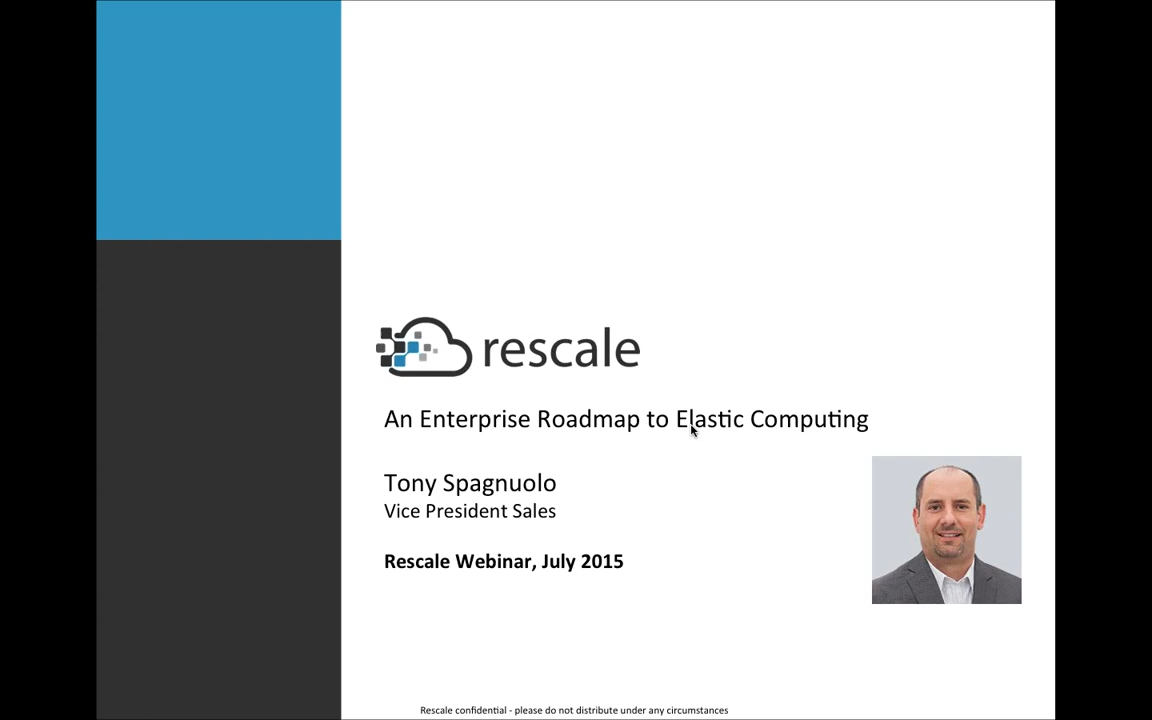 rescale
An Enterprise Roadmap to Elastic Computing
Tony Spagnuolo
Vice President Sales
Rescale Webinar, July 2015
Rescale confidential - please do not distribute under any circumstances